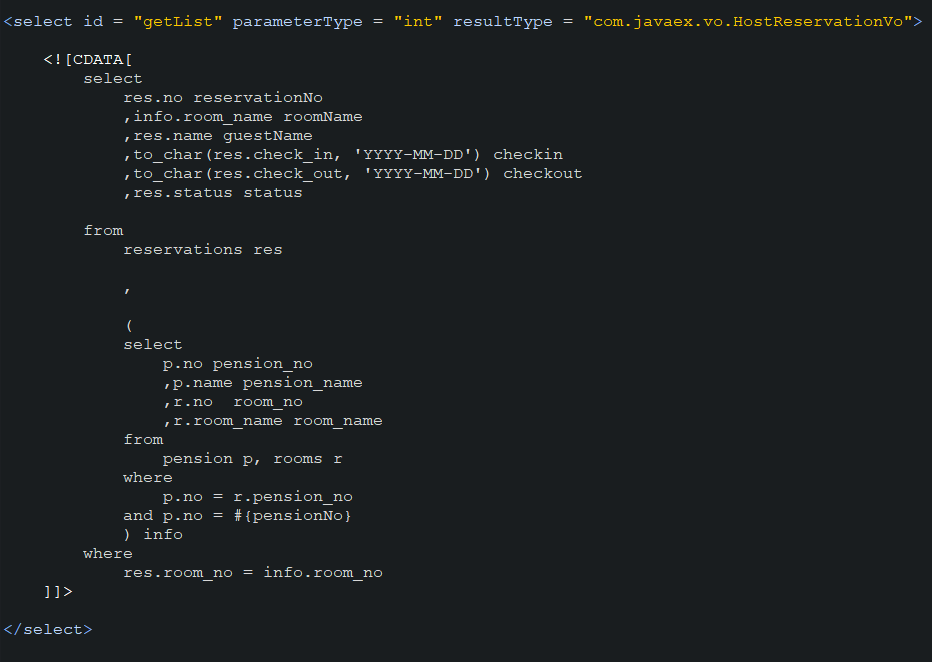 <select id = "getList" parameterType = "int" resultType = "com.javaex.vo.HostReservationVo">
<![CDATA[
select
res.no reservationNo
,info.room_name roomName
,res.name guestName
,to_char(res.check_in, 'YYYY-MM-DD') checkin
,to_char(res.check_out, 'YYYY-MM-DD') checkout
,res.status status
from
reservations res
,
(
select
p.no pension_no
,p.name pension_name
,r.no  room_no
,r.room_name room_name
from
pension p, rooms r
where
p.no = r.pension_no
and p.no = #{pensionNo}
) info
where
res.room_no = info.room_no
]]>
</select>